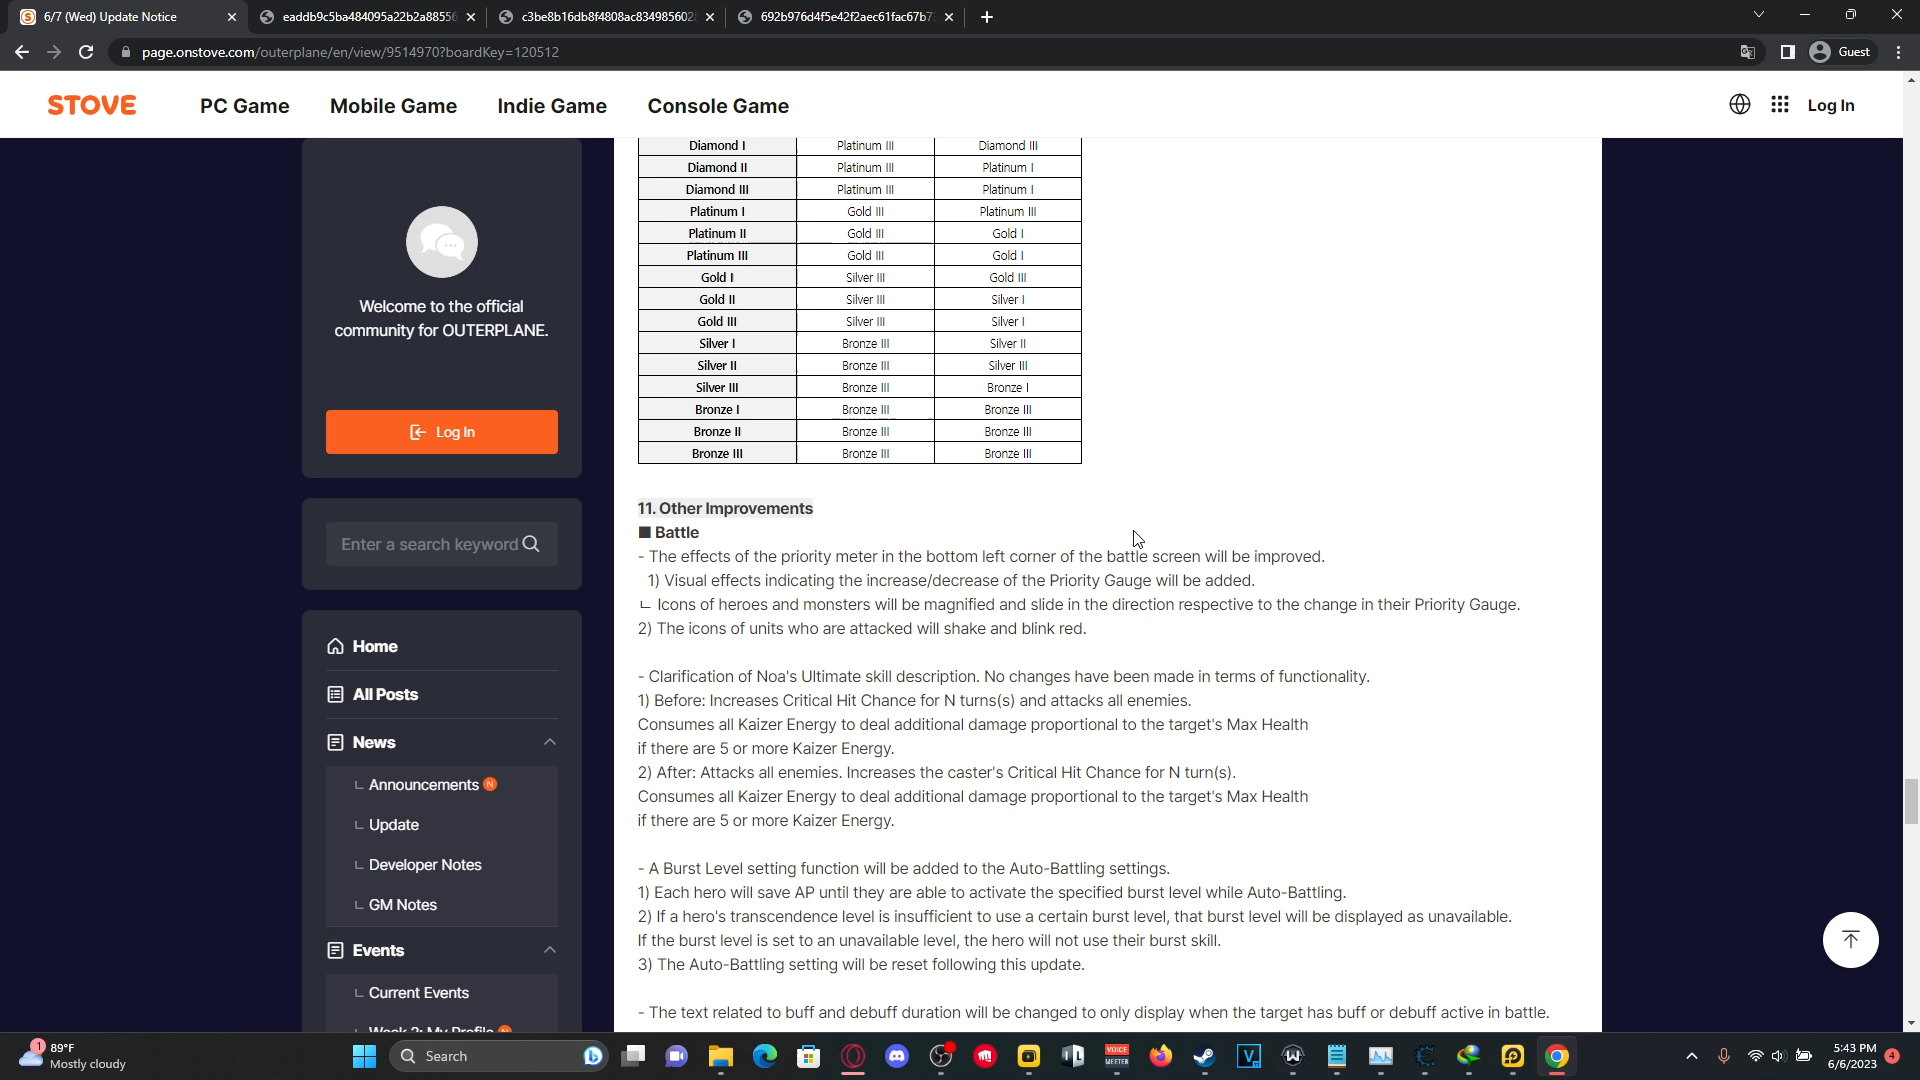 6/7 (Wed) Update Notice
eaddb9c5ba484095a22b2a88556
c3be8b16db8f4808ac8349856028
692b976d4f5e42f2aec61fac67b7
page.onstove.com/outerplane/en/view/9514970?boardKey=120512
Guest
STOVE
PC Game
Mobile Game
Indie Game
Console Game
Log In
Welcome to the official
community for OUTERPLANE.
Log In
Enter a search keyword
Home
All Posts
News
Announcements N
Update
Developer Notes
GM Notes
Events
Current Events
Week 2: My Profile
Diamond I Platinum III Diamond III
Diamond II Platinum III Platinum I
Diamond III Platinum III Platinum I
Platinum I Gold III Platinum III
Platinum II Gold III Gold I
Platinum III Gold III Gold I
Gold I Silver III Gold III
Gold II Silver III Silver I
Gold III Silver III Silver I
Silver I Bronze III Silver II
Silver II Bronze III Silver III
Silver III Bronze III Bronze I
Bronze I Bronze III Bronze III
Bronze II Bronze III Bronze III
Bronze III Bronze III Bronze III
11. Other Improvements
■ Battle
- The effects of the priority meter in the bottom left corner of the battle screen will be improved.
1) Visual effects indicating the increase/decrease of the Priority Gauge will be added.
ㄴ Icons of heroes and monsters will be magnified and slide in the direction respective to the change in their Priority Gauge.
2) The icons of units who are attacked will shake and blink red.
- Clarification of Noa's Ultimate skill description. No changes have been made in terms of functionality.
1) Before: Increases Critical Hit Chance for N turns(s) and attacks all enemies.
Consumes all Kaizer Energy to deal additional damage proportional to the target's Max Health
if there are 5 or more Kaizer Energy.
2) After: Attacks all enemies. Increases the caster's Critical Hit Chance for N turn(s).
Consumes all Kaizer Energy to deal additional damage proportional to the target's Max Health
if there are 5 or more Kaizer Energy.
- A Burst Level setting function will be added to the Auto-Battling settings.
1) Each hero will save AP until they are able to activate the specified burst level while Auto-Battling.
2) If a hero's transcendence level is insufficient to use a certain burst level, that burst level will be displayed as unavailable.
If the burst level is set to an unavailable level, the hero will not use their burst skill.
3) The Auto-Battling setting will be reset following this update.
- The text related to buff and debuff duration will be changed to only display when the target has buff or debuff active in battle.
1
89°F
Mostly cloudy
Search
VOICE
MEETER
5:43 PM
6/6/2023
4